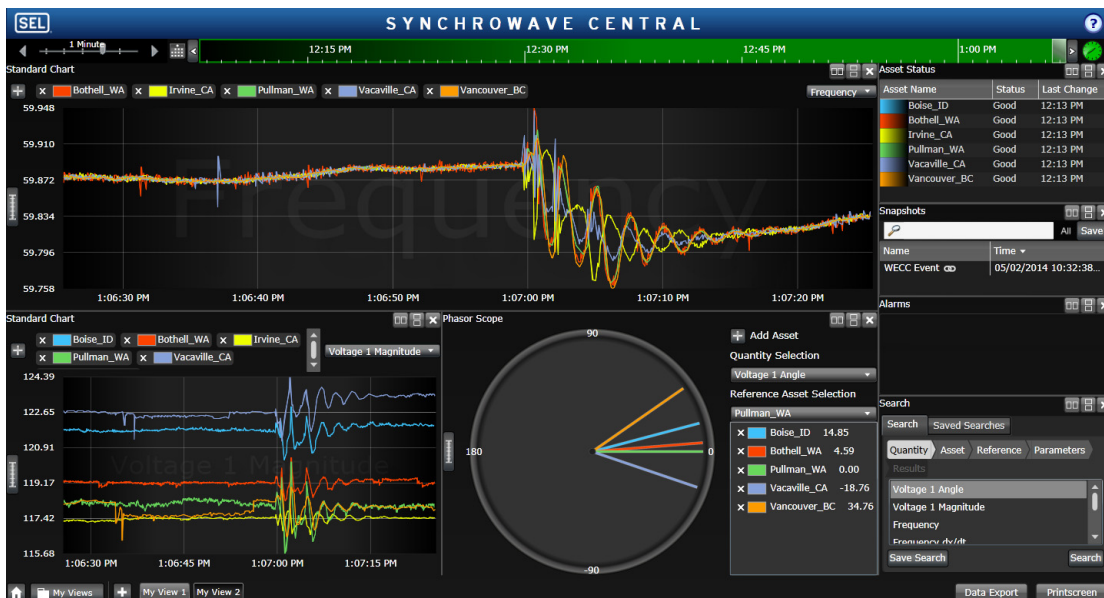 SEL
SYNCHROWAVE CENTRAL
?
1 Minute
12:15 PM
12:30 PM
12:45 PM
1:00 PM
Standard Chart
Bothell_WA
Irvine_CA
Pullman_WA
Vacaville_CA
Vancouver_BC
Frequency
59.948
59.910
59.872
59.834
59.796
59.758
Frequency
1:06:30 PM
1:06:40 PM
1:06:50 PM
1:07:00 PM
1:07:10 PM
1:07:20 PM
Standard Chart
Boise_ID
Bothell_WA
Irvine_CA
Pullman_WA
Vacaville_CA
Voltage 1 Magnitude
124.39
122.65
120.91
119.17
117.42
115.68
Voltage 1 Magnitude
1:06:30 PM
1:06:45 PM
1:07:00 PM
1:07:15 PM
Phasor Scope
90
180
0
-90
Add Asset
Quantity Selection
Voltage 1 Angle
Reference Asset Selection
Pullman_WA
Boise_ID 14.85
Bothell_WA 4.59
Pullman_WA 0.00
Vacaville_CA -18.76
Vancouver_BC 34.76
Asset Status
Asset Name Status Last Change
Boise_ID Good 12:13 PM
Bothell_WA Good 12:13 PM
Irvine_CA Good 12:13 PM
Pullman_WA Good 12:13 PM
Vacaville_CA Good 12:13 PM
Vancouver_BC Good 12:13 PM
Snapshots
All Save
Name Time
WECC Event 05/02/2014 10:32:38...
Alarms
Search
Search Saved Searches
Quantity Asset Reference Parameters
Results
Voltage 1 Angle
Voltage 1 Magnitude
Frequency
Frequency dv/dt
Save Search Search
My Views My View 1 My View 2
Data Export Printscreen